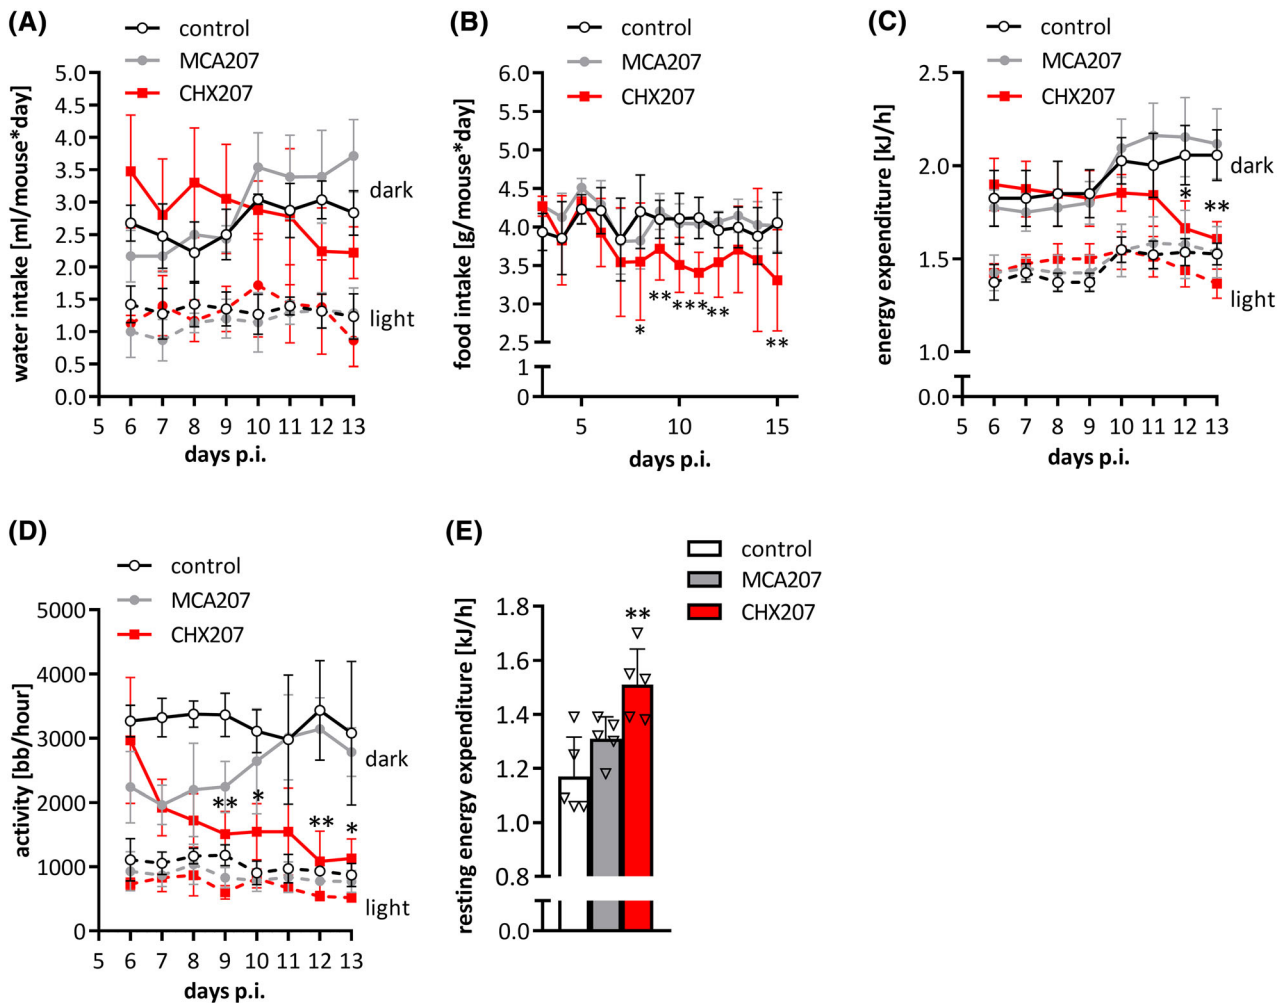 (A)
control
MCA207
CHX207
water intake [ml/mouse*day]
5.0
4.5
4.0
3.5
3.0
2.5
2.0
1.5
1.0
0.5
0.0
dark
light
5 6 7 8 9 10 11 12 13
days p.i.
(B)
control
MCA207
CHX207
food intake [g/mouse*day]
6.0
5.5
5.0
4.5
4.0
3.5
3.0
2.5
1
0
*
**
***
**
**
5 10 15
days p.i.
(C)
control
MCA207
CHX207
energy expenditure [kJ/h]
2.5
2.0
1.5
1.0
0.0
dark
*
**
light
5 6 7 8 9 10 11 12 13
days p.i.
(D)
control
MCA207
CHX207
activity [bb/hour]
5000
4000
3000
2000
1000
0
dark
**
*
**
*
light
5 6 7 8 9 10 11 12 13
days p.i.
(E)
control
MCA207
CHX207
resting energy expenditure [kJ/h]
1.8
1.6
1.4
1.2
1.0
0.8
0.0
**